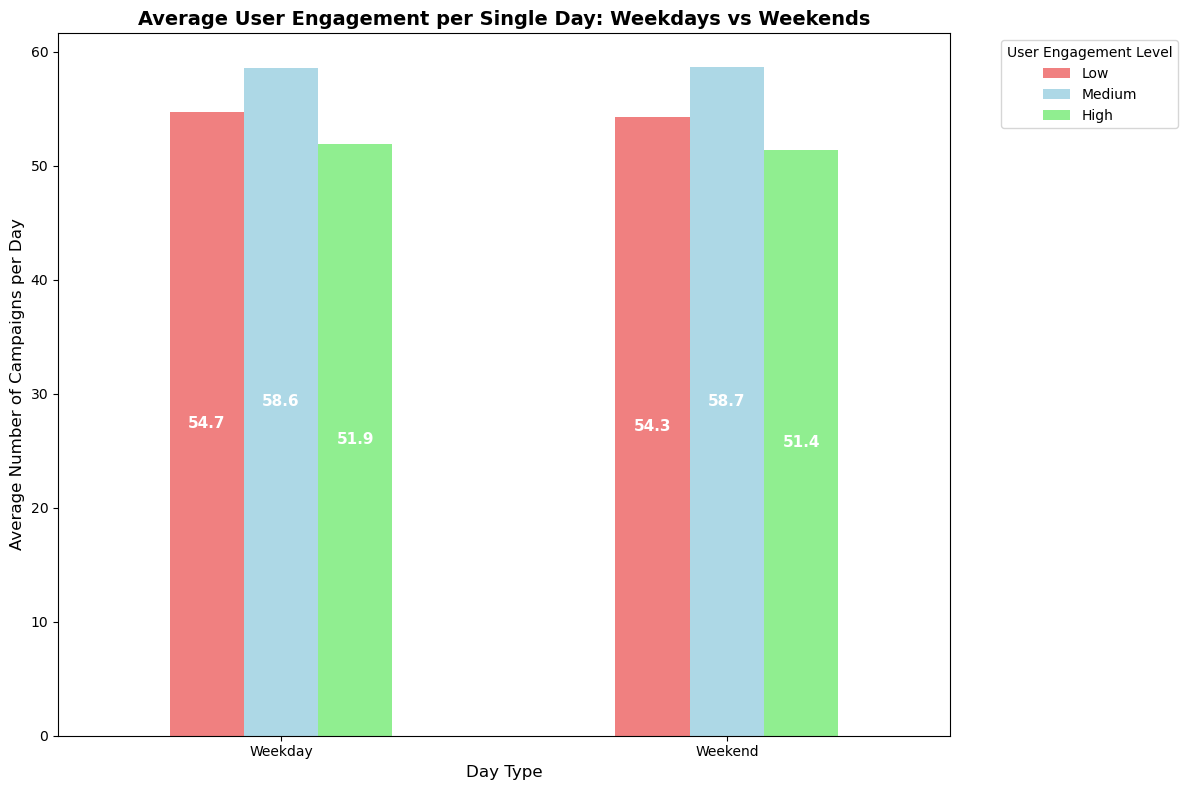 Average User Engagement per Single Day: Weekdays vs Weekends
User Engagement Level
Low
Medium
High
Average Number of Campaigns per Day
60
50
40
30
20
10
0
54.7
58.6
51.9
54.3
58.7
51.4
Weekday
Weekend
Day Type